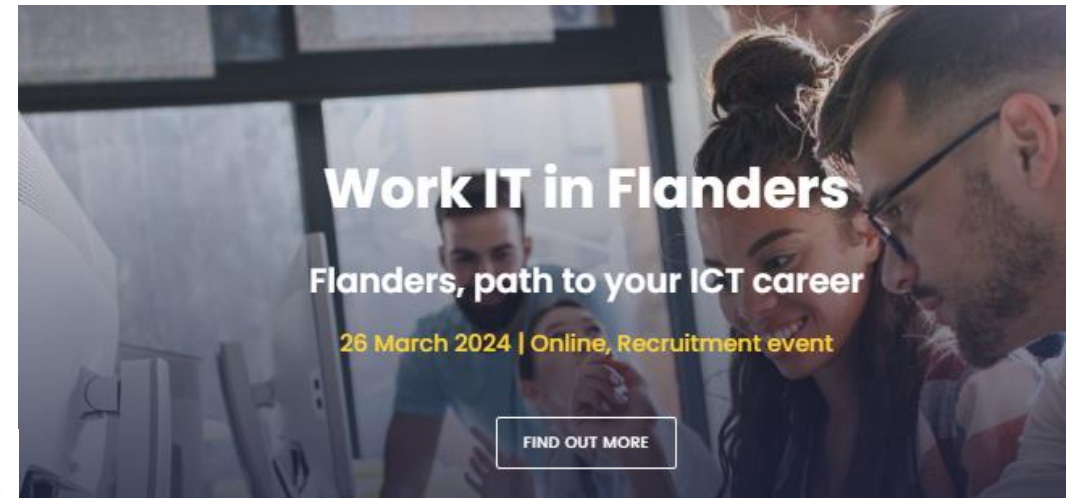 Work IT in Flanders
Flanders, path to your ICT career
26 March 2024 | Online, Recruitment event
FIND OUT MORE